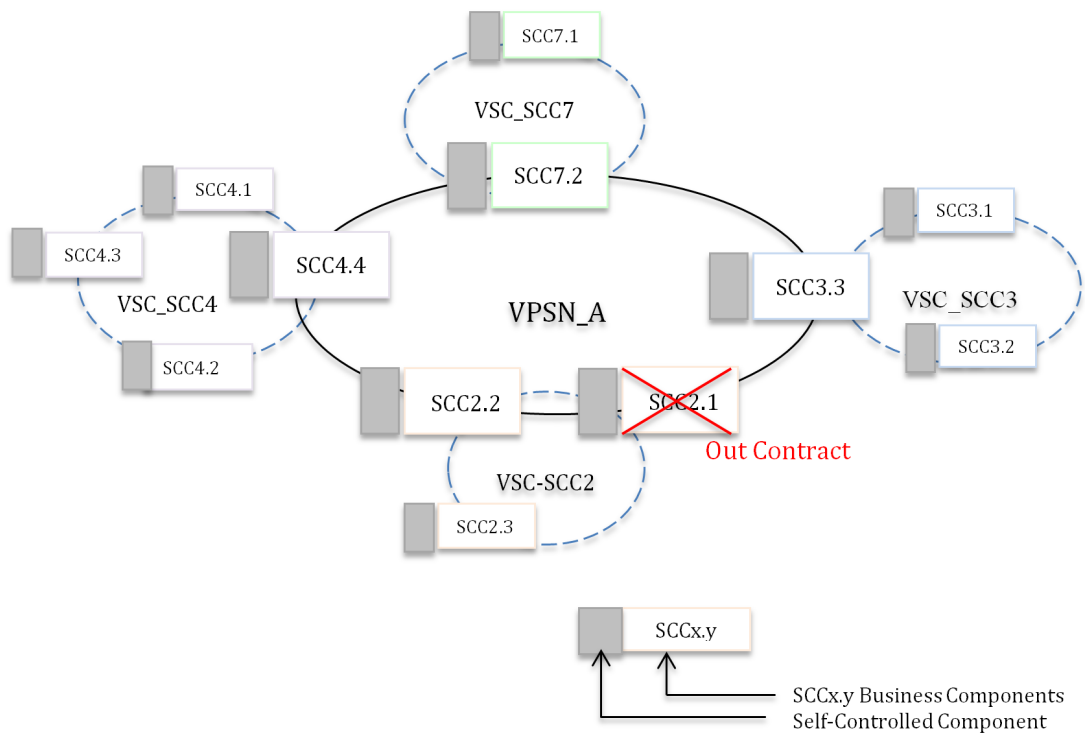 SCC7.1
VSC_SCC7
SCC7.2
SCC4.1
SCC4.3
SCC4.4
VSC_SCC4
SCC4.2
SCC3.1
SCC3.3
VSC_SCC3
SCC3.2
VPSN_A
SCC2.2
SCC2.1
Out Contract
VSC-SCC2
SCC2.3
SCCx.y
SCCx.y Business Components
Self-Controlled Component